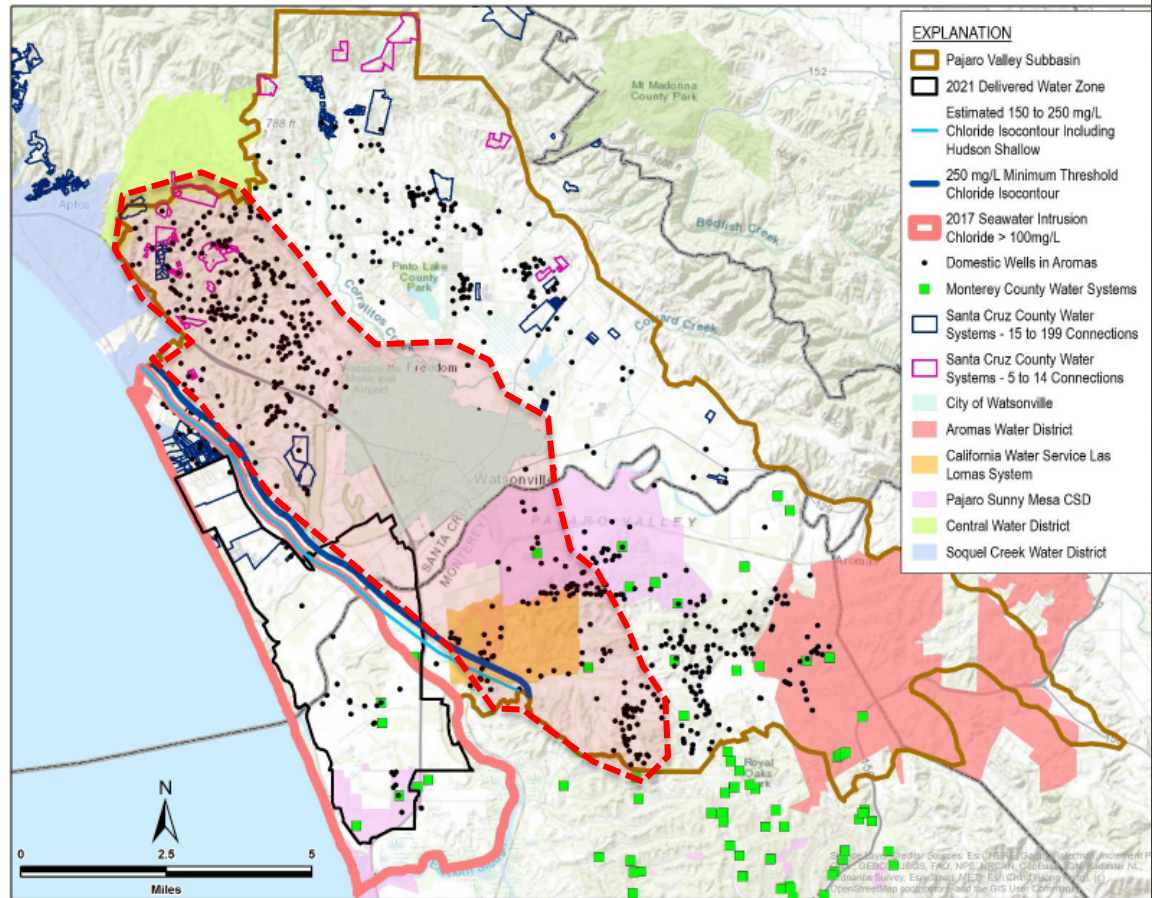 EXPLANATION
Pajaro Valley Subbasin
2021 Delivered Water Zone
Estimated 150 to 250 mg/L
Chloride Isocontour Including
Hudson Shallow
250 mg/L Minimum Threshold
Chloride Isocontour
2017 Seawater Intrusion
Chloride > 100mg/L
Domestic Wells in Aromas
Monterey County Water Systems
Santa Cruz County Water
Systems - 15 to 199 Connections
Santa Cruz County Water
Systems - 5 to 14 Connections
City of Watsonville
Aromas Water District
California Water Service Las
Lomas System
Pajaro Sunny Mesa CSD
Central Water District
Soquel Creek Water District
152
Mt Madonna
County Park
788 ft
Aptos
Bodfish Creek
Pinto Lake
County
Park
Corralitos Creek
Coward Creek
Freedom
Municipal
Airport
152
Watsonville
SANTA CRUZ
MONTEREY
PAJARO VALLEY
129
Aromas
Royal
Oaks
N
0 2.5 5
Miles